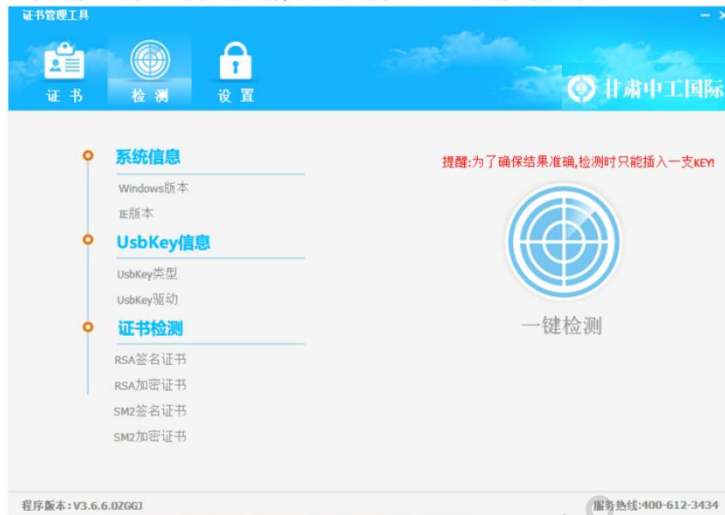 证书管理工具
证书 检测 设置
甘肃中工国际
系统信息
提醒:为了确保结果准确,检测时只能插入一支KEY!
Windows版本
IE版本
UsbKey信息
UsbKey类型
UsbKey驱动
一键检测
证书检测
RSA签名证书
RSA加密证书
SM2签名证书
SM2加密证书
程序版本:V3.6.6.0ZGGJ
服务热线:400-612-3434